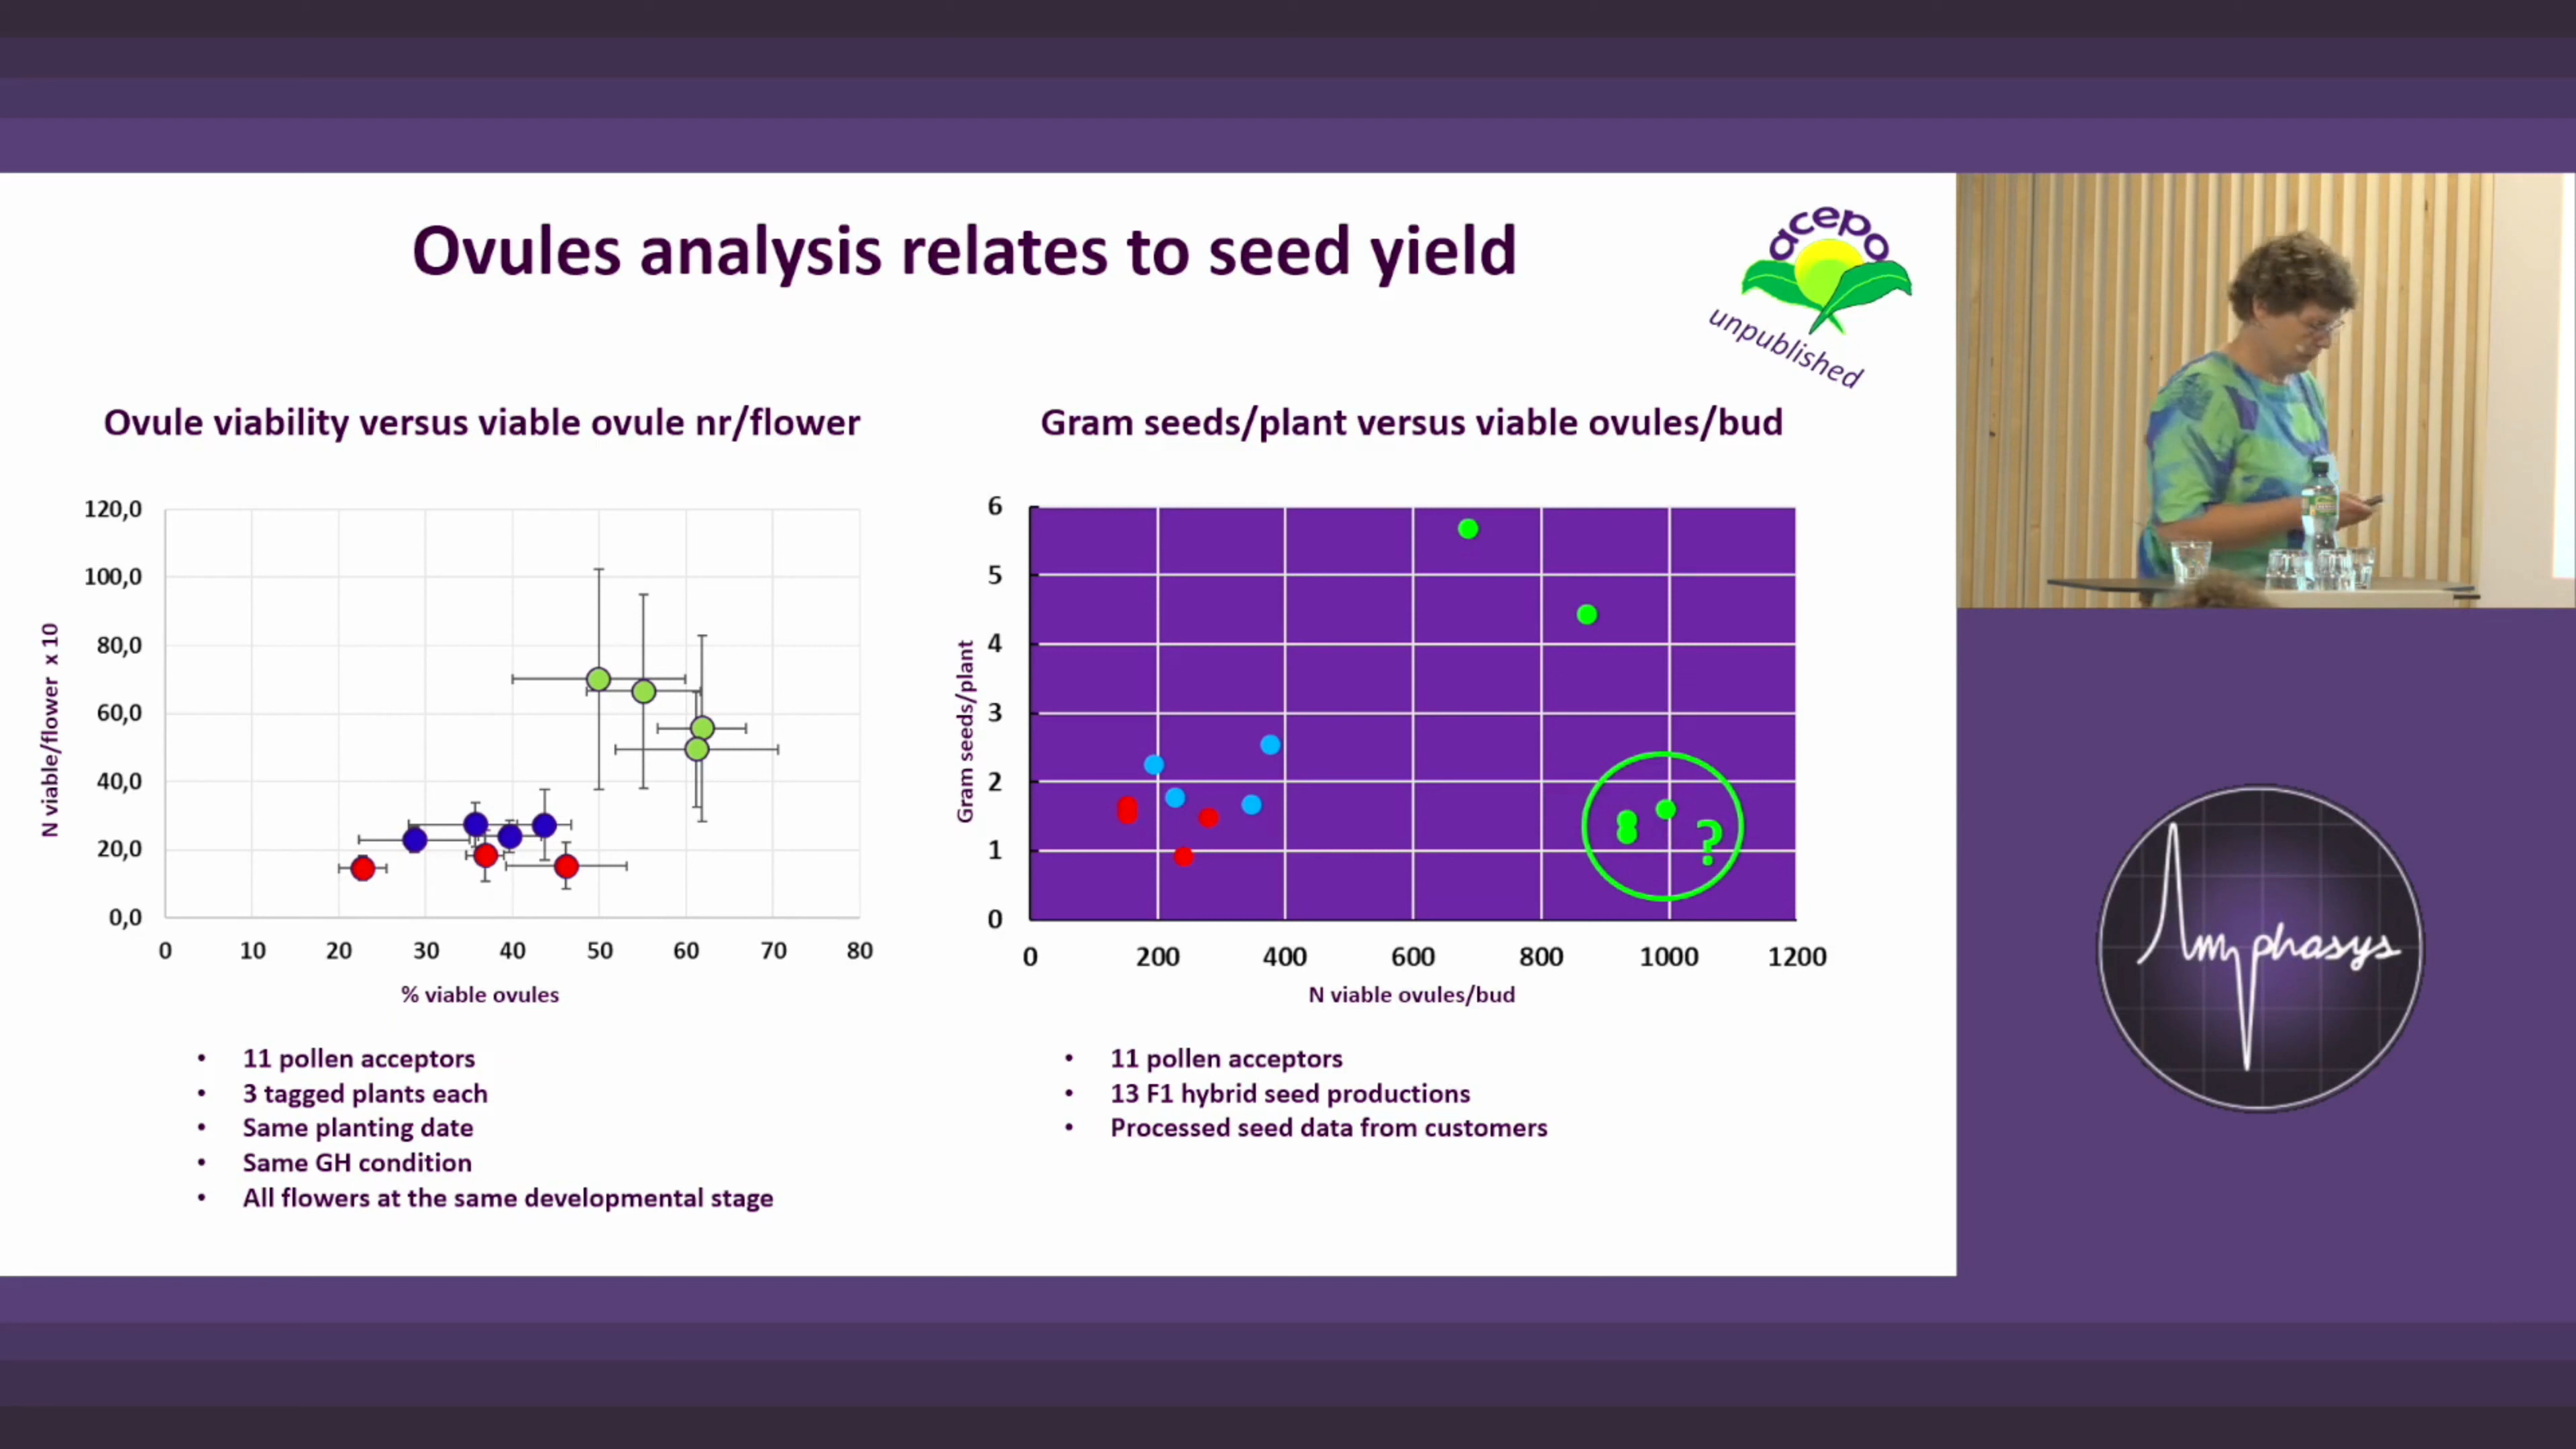 Ovules analysis relates to seed yield
acepo
unpublished
Ovule viability versus viable ovule nr/flower
120,0
100,0
80,0
60,0
40,0
20,0
0,0
N viable/flower x 10
0 10 20 30 40 50 60 70 80
% viable ovules
• 11 pollen acceptors
• 3 tagged plants each
• Same planting date
• Same GH condition
• All flowers at the same developmental stage
Gram seeds/plant versus viable ovules/bud
6
5
4
3
2
1
0
Gram seeds/plant
?
0 200 400 600 800 1000 1200
N viable ovules/bud
• 11 pollen acceptors
• 13 F1 hybrid seed productions
• Processed seed data from customers
Amphasys